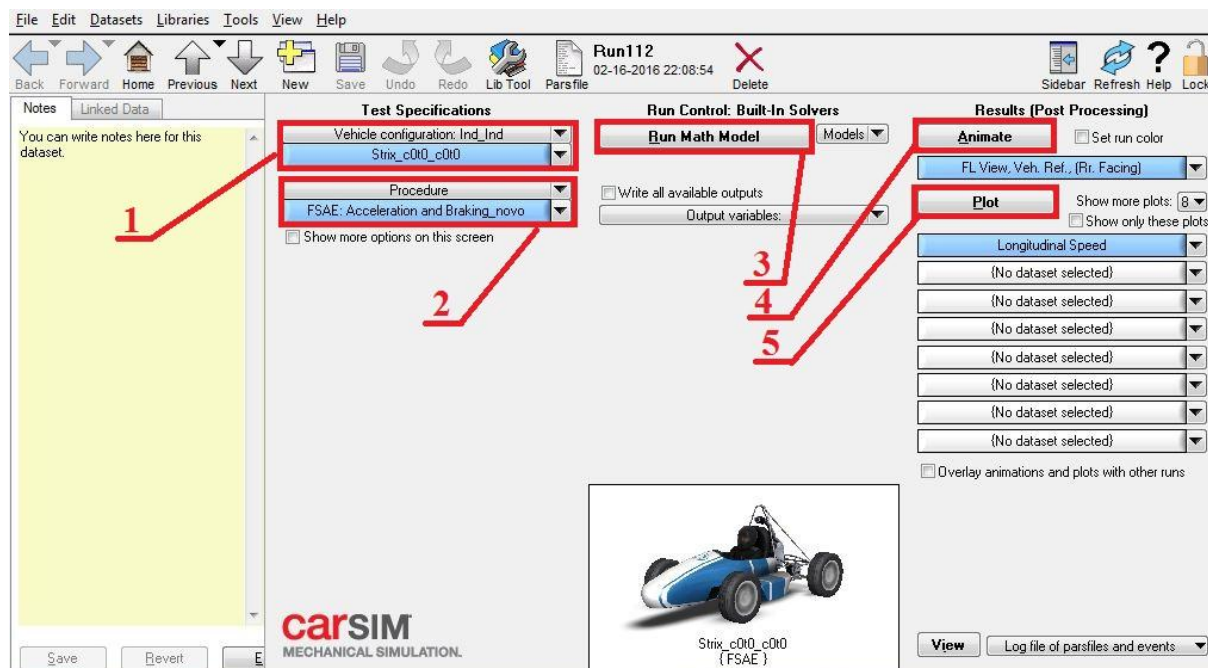 File Edit Datasets Libraries Tools View Help
Back Forward Home Previous Next New Save Undo Redo Lib Tool Parsfile
Run112
02-16-2016 22:08:54
Delete
Sidebar Refresh Help Lock
Notes Linked Data
You can write notes here for this
dataset.
Save Revert E
Test Specifications
Vehicle configuration: Ind_Ind
Strix_c0t0_c0t0
Procedure
FSAE: Acceleration and Braking_novo
Show more options on this screen
1
2
Run Control: Built-In Solvers
Run Math Model Models
Write all available outputs
Output variables:
3
4
5
Results (Post Processing)
Animate Set run color
FL View, Veh. Ref., (Rr. Facing)
Plot Show more plots: 8
Show only these plots
Longitudinal Speed
{No dataset selected}
{No dataset selected}
{No dataset selected}
{No dataset selected}
{No dataset selected}
{No dataset selected}
{No dataset selected}
Overlay animations and plots with other runs
carSIM
MECHANICAL SIMULATION.
Strix_c0t0_c0t0
{ FSAE }
View Log file of parsfiles and events